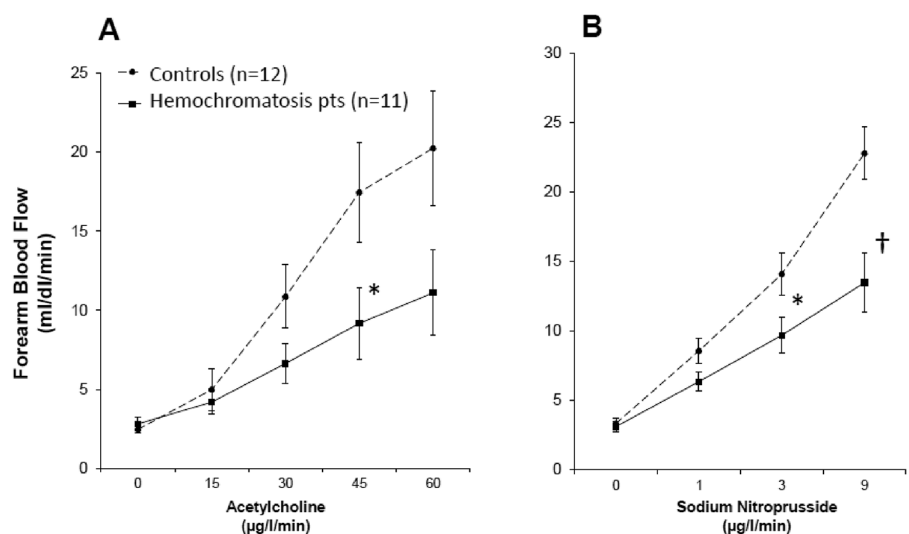 A
Controls (n=12)
Hemochromatosis pts (n=11)
Forearm Blood Flow
(ml/dl/min)
25
20
15
10
5
0
*
0 15 30 45 60
Acetylcholine
(µg/l/min)
B
30
25
20
15
10
5
0
*
†
0 1 3 9
Sodium Nitroprusside
(µg/l/min)